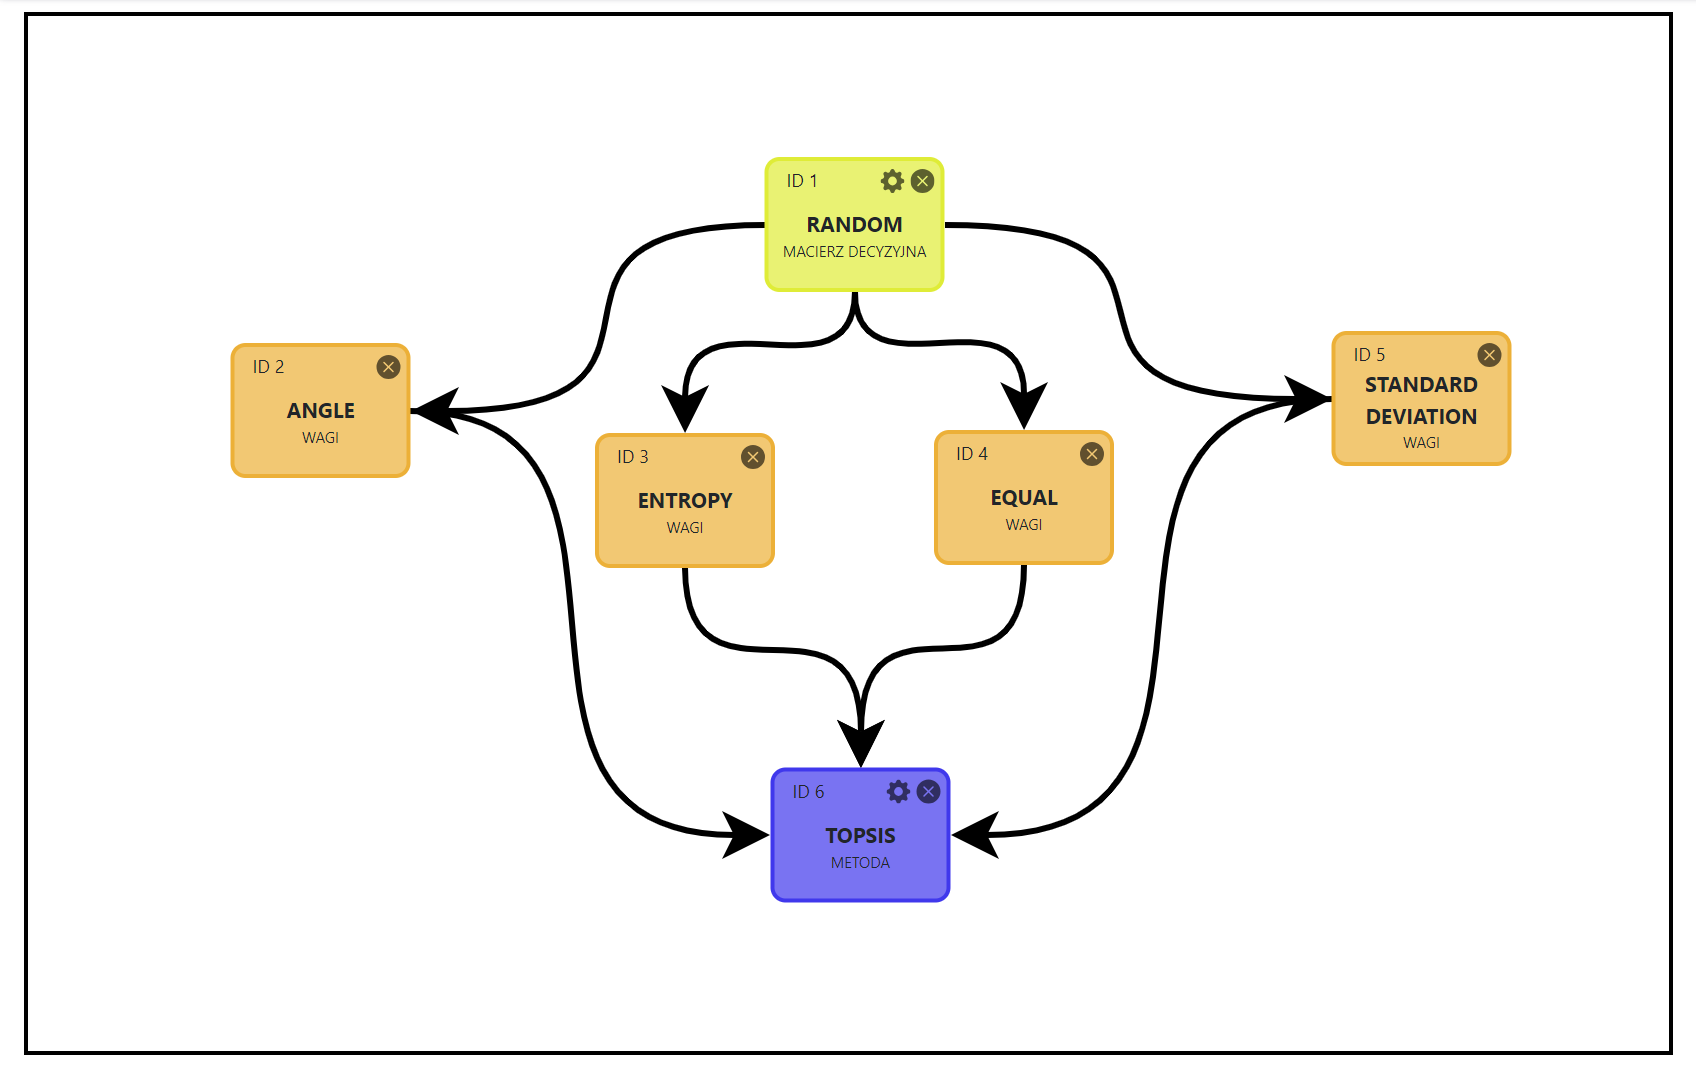 ID 1
RANDOM
MACIERZ DECYZYJNA
ID 2
ANGLE
WAGI
ID 3
ENTROPY
WAGI
ID 4
EQUAL
WAGI
ID 5
STANDARD
DEVIATION
WAGI
ID 6
TOPSIS
METODA